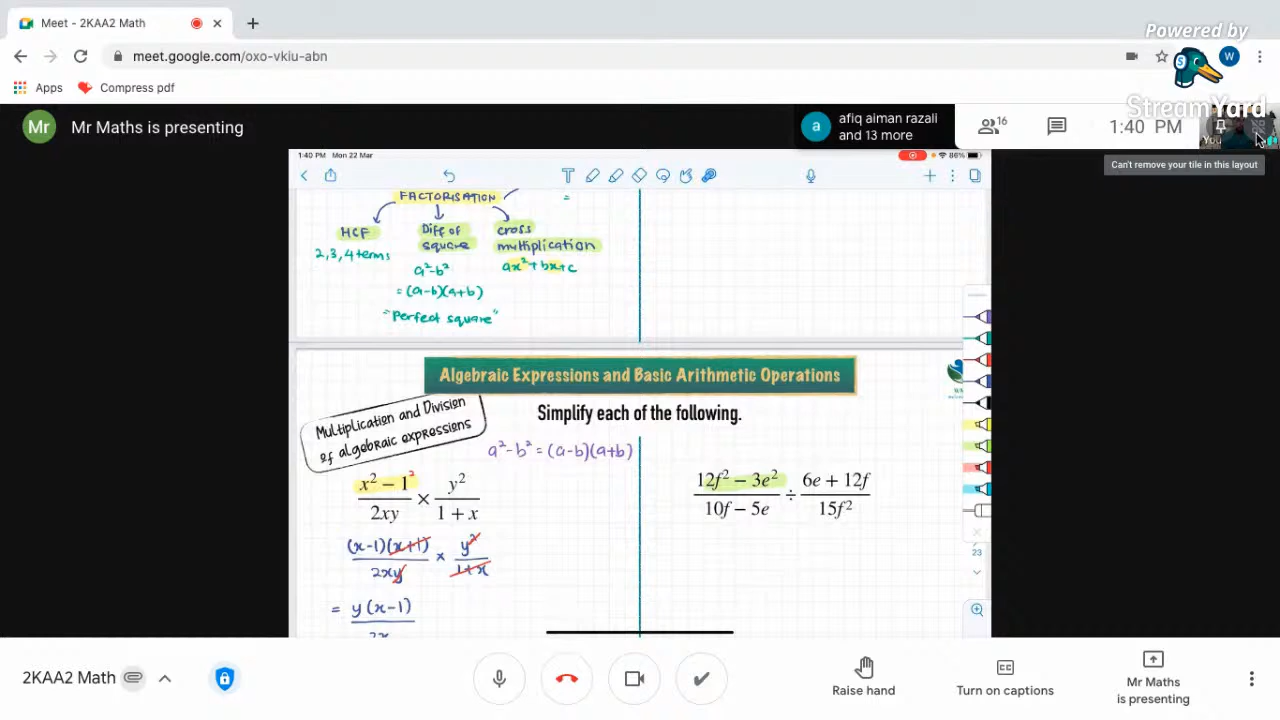 Meet - 2KAA2 Math
Powered by
meet.google.com/oxo-vkiu-abn
W
Apps
Compress pdf
StreamYard
Mr
Mr Maths is presenting
a
afiq aiman razali
and 13 more
16
1:40 PM
You
Can't remove your tile in this layout
1:40 PM Mon 22 Mar
86%
FACTORISATION
=
HCF
2,3,4 terms
Diff of
square
a²-b²
=(a-b)(a+b)
"Perfect square"
cross
multiplication
ax²+bx+c
Algebraic Expressions and Basic Arithmetic Operations
Multiplication and Division
of algebraic expressions
Simplify each of the following.
a²-b² = (a-b)(a+b)
x² − 1² / 2xy × y² / 1 + x
12f² − 3e² / 10f − 5e ÷ 6e + 12f / 15f²
(x-1)(x+1) / 2xy × y² / 1+x
= y(x-1)
23
2KAA2 Math
Raise hand
Turn on captions
Mr Maths
is presenting